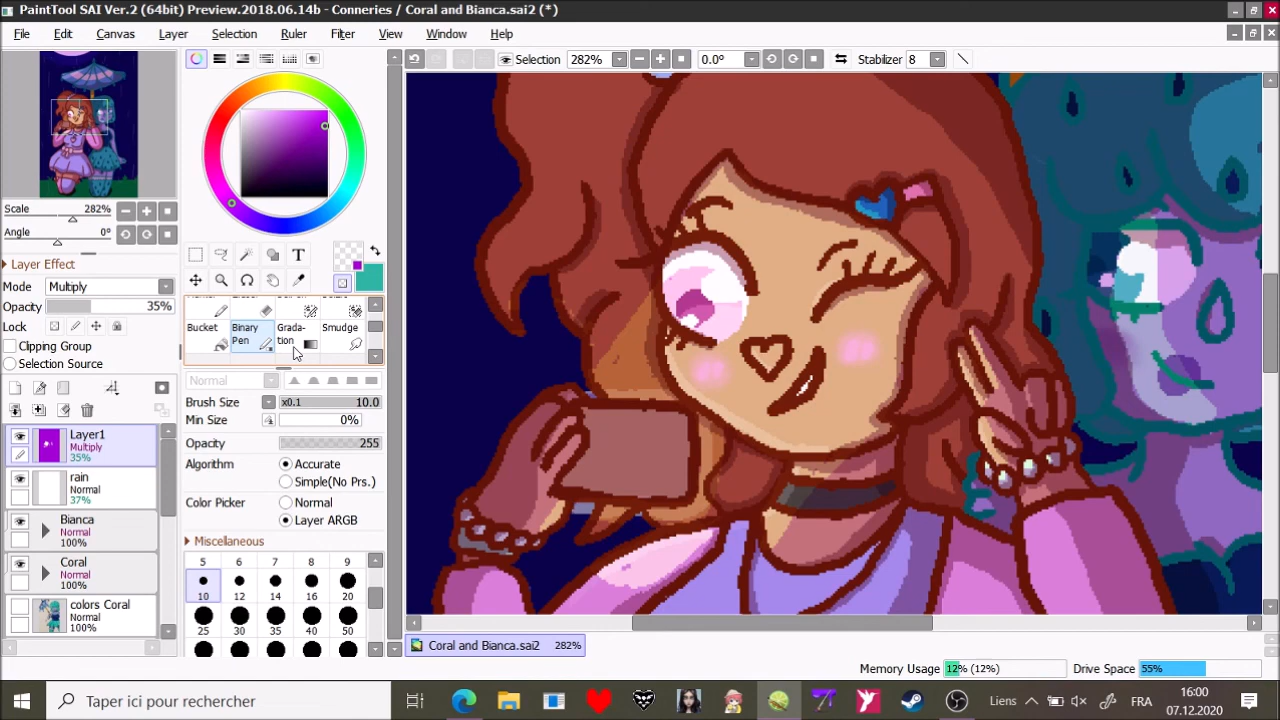 PaintTool SAI Ver.2 (64bit) Preview.2018.06.14b - Conneries / Coral and Bianca.sai2 (*)
File Edit Canvas Layer Selection Ruler Filter View Window Help
Selection 282% 0.0º Stabilizer 8
Scale 282%
Angle 0º
Layer Effect
Mode Multiply
Opacity 35%
Lock
Clipping Group
Selection Source
Layer1
Multiply
35%
rain
Normal
37%
Bianca
Normal
100%
Coral
Normal
100%
colors Coral
Normal
100%
T
Bucket Binary Pen Grada-tion Smudge
Normal
Brush Size x0.1 10.0
Min Size 0%
Opacity 255
Algorithm Accurate
Simple(No Prs.)
Color Picker Normal
Layer ARGB
Miscellaneous
5 6 7 8 9
10 12 14 16 20
25 30 35 40 50
Coral and Bianca.sai2 282%
Memory Usage 12% (12%) Drive Space 55%
Taper ici pour rechercher
Liens FRA 16:00
07.12.2020